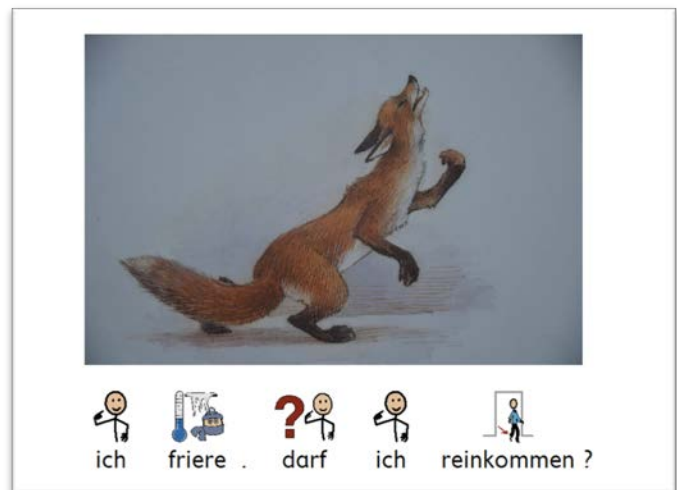 ich friere . darf ich reinkommen ?